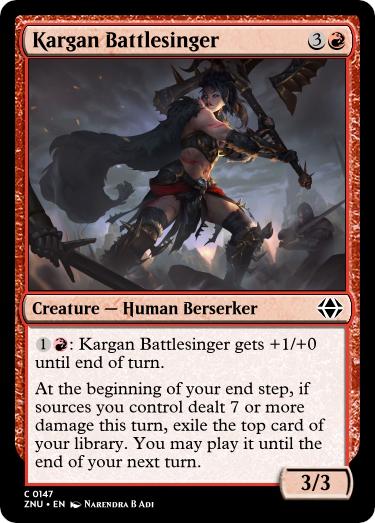 Kargan Battlesinger 3
Creature — Human Berserker
1 : Kargan Battlesinger gets +1/+0
until end of turn.
At the beginning of your end step, if
sources you control dealt 7 or more
damage this turn, exile the top card of
your library. You may play it until the
end of your next turn.
3/3
C 0147
ZNU • EN Narendra B Adi